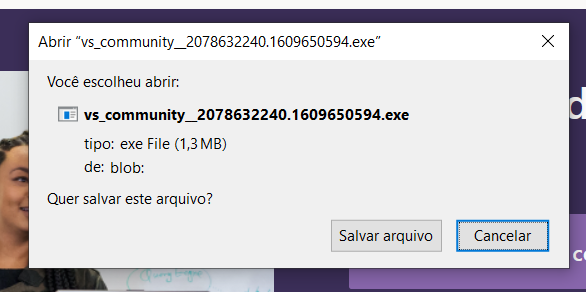 Abrir “vs_community__2078632240.1609650594.exe”
Você escolheu abrir:
vs_community__2078632240.1609650594.exe
tipo: exe File (1,3 MB)
de: blob:
Quer salvar este arquivo?
Salvar arquivo
Cancelar
d
co